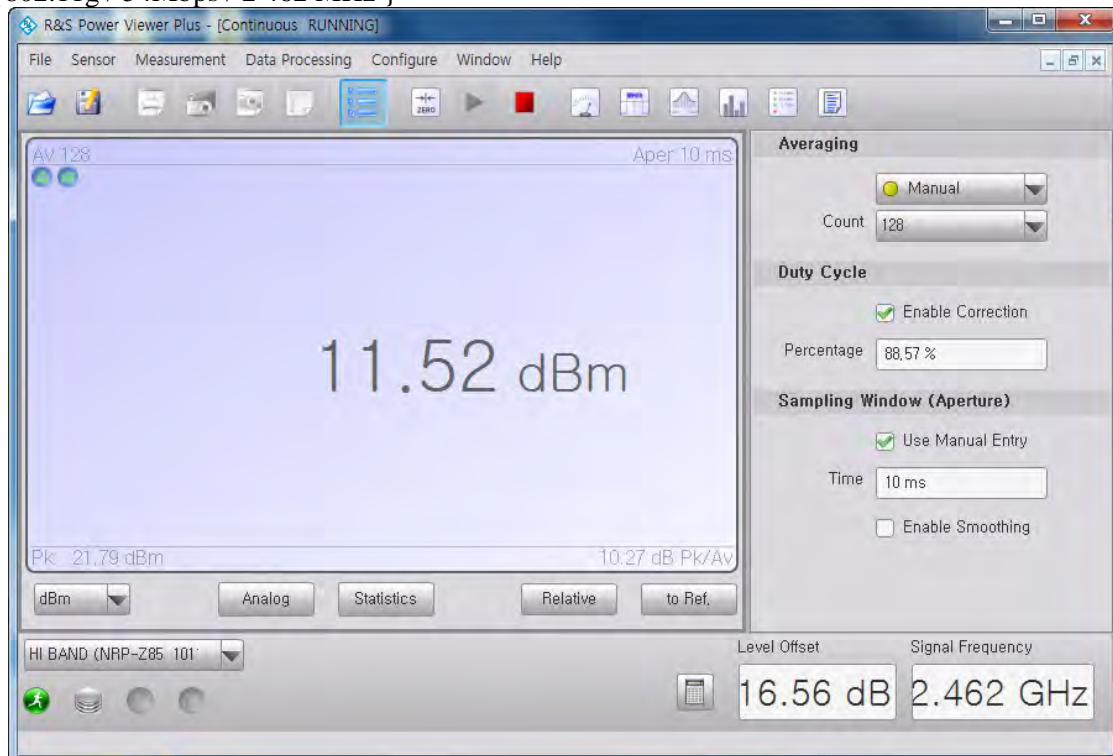 R&S Power Viewer Plus - [Continuous RUNNING]
File Sensor Measurement Data Processing Configure Window Help
ZERO
AV 128 Aper 10 ms
11.52 dBm
Pk: 21.79 dBm 10.27 dB Pk/Av
dBm Analog Statistics Relative to Ref.
Averaging
Manual
Count 128
Duty Cycle
Enable Correction
Percentage 88,57 %
Sampling Window (Aperture)
Use Manual Entry
Time 10 ms
Enable Smoothing
HI BAND (NRP-Z85 101
Level Offset Signal Frequency
16.56 dB 2.462 GHz